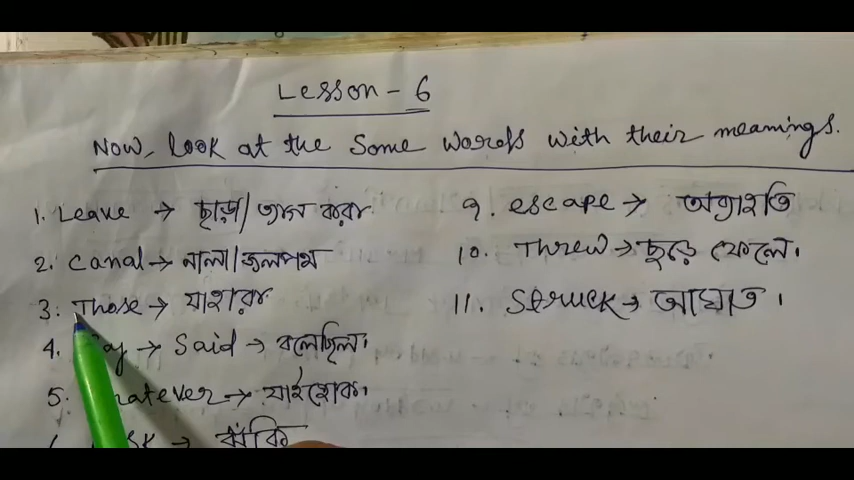 Lesson - 6
Now, look at the Some words with their meanings.
1. Leave → ছাড়া/ত্যাগ করা
2. Canal → নালা/জলপথ
3. Those → যাহারা
4. → Said → বলেছিল।
5. → যাইহোক।
6. → ঝুঁকি
9. escape → অব্যাহতি
10. Threw → ছুড়ে ফেলে।
11. Struck → আঘাত।